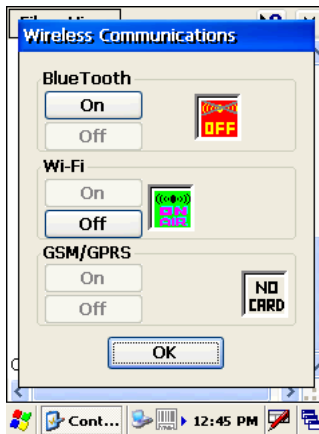 Wireless Communications
BlueTooth
On
OFF
Off
Wi-Fi
On
ON
AIR
Off
GSM/GPRS
On
NO
CARD
Off
OK
Cont...
12:45 PM